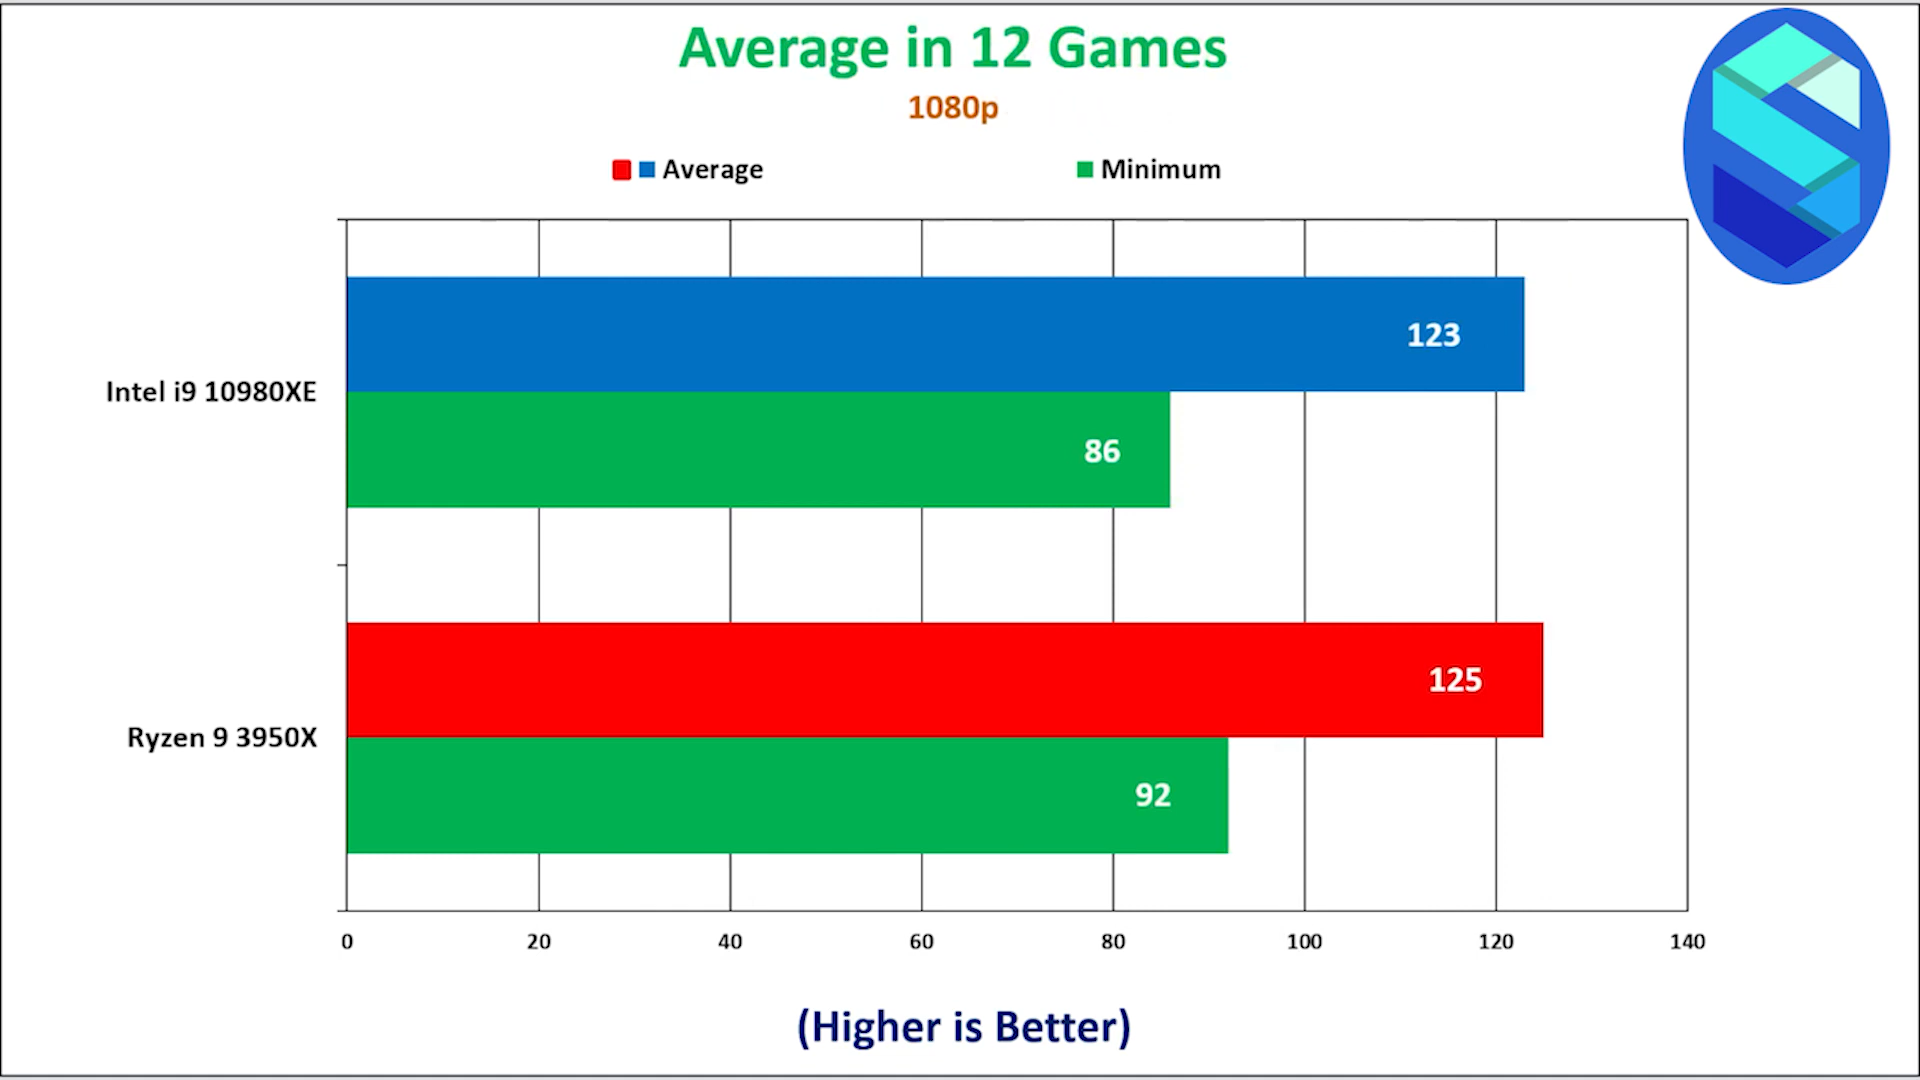 Average in 12 Games
1080p
Average Minimum
123
Intel i9 10980XE
86
125
Ryzen 9 3950X
92
0 20 40 60 80 100 120 140
(Higher is Better)